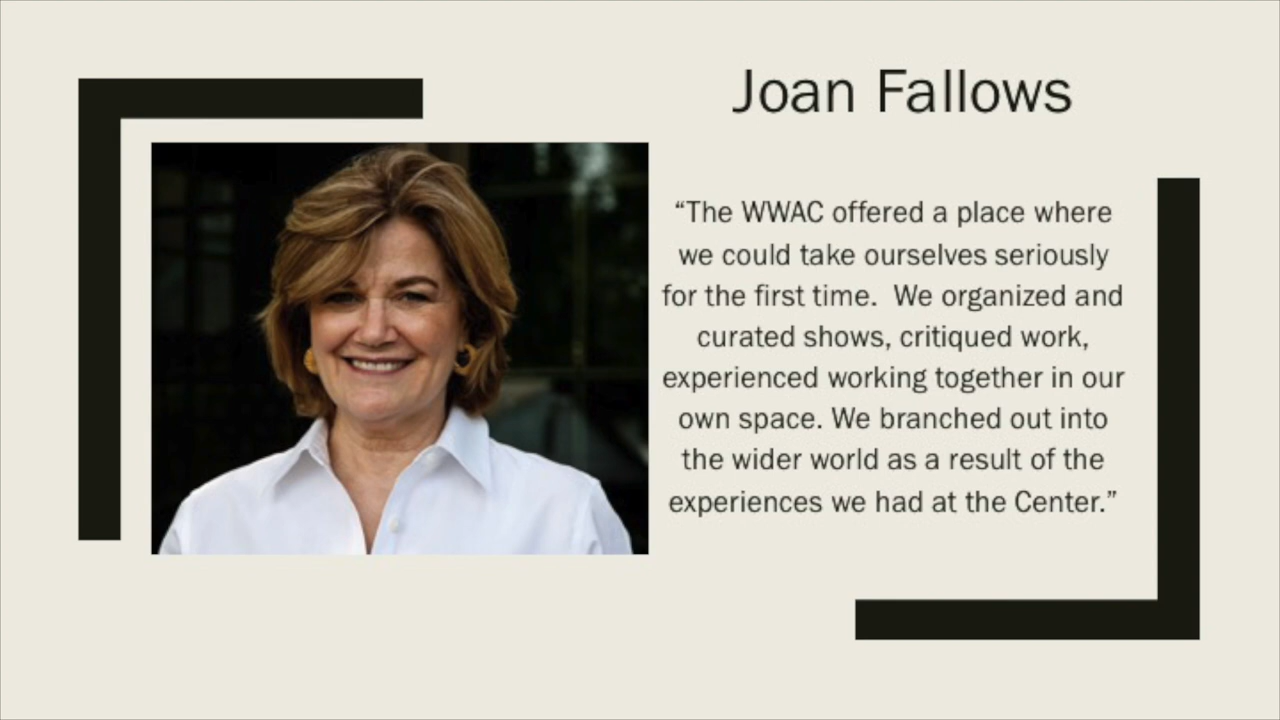 Joan Fallows
“The WWAC offered a place where
we could take ourselves seriously
for the first time.  We organized and
curated shows, critiqued work,
experienced working together in our
own space. We branched out into
the wider world as a result of the
experiences we had at the Center.”